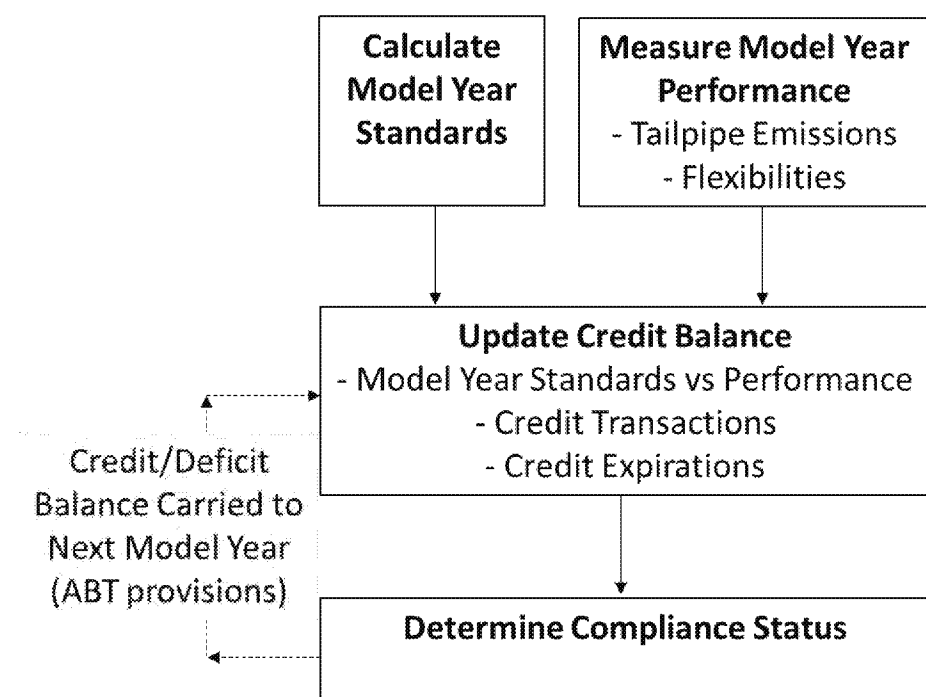 Calculate
Model Year
Standards
Measure Model Year
Performance
- Tailpipe Emissions
- Flexibilities
Update Credit Balance
- Model Year Standards vs Performance
- Credit Transactions
- Credit Expirations
Credit/Deficit
Balance Carried to
Next Model Year
(ABT provisions)
Determine Compliance Status